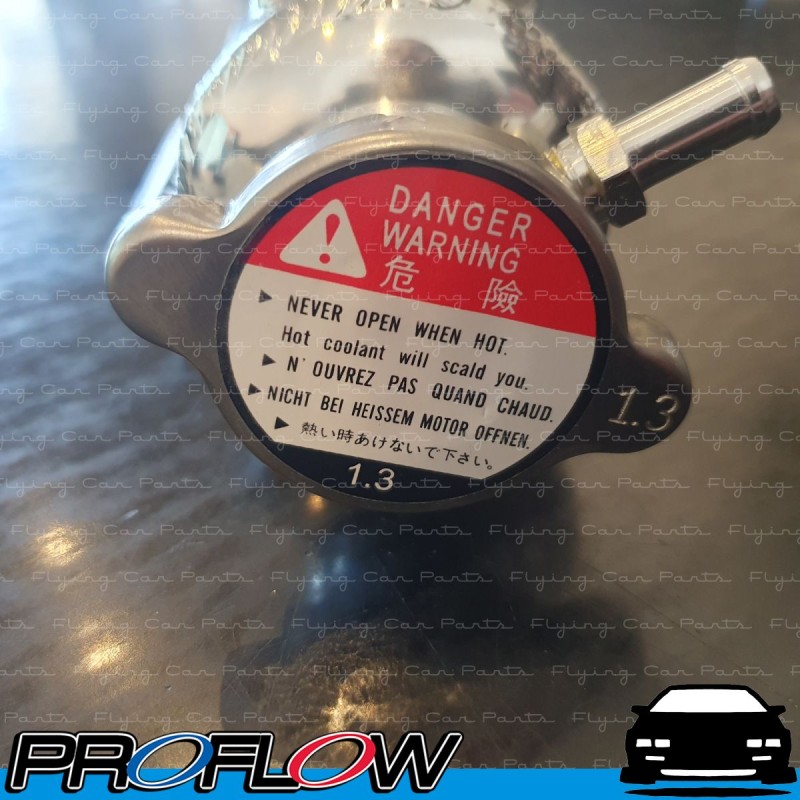 DANGER
WARNING
危 險
NEVER OPEN WHEN HOT.
Hot coolant will scald you.
N' OUVREZ PAS QUAND CHAUD.
NICHT BEI HEISSEM MOTOR OFFNEN.
熱い時あけないで下さい。
1.3
1.3
Flying Car Parts
PROFLOW